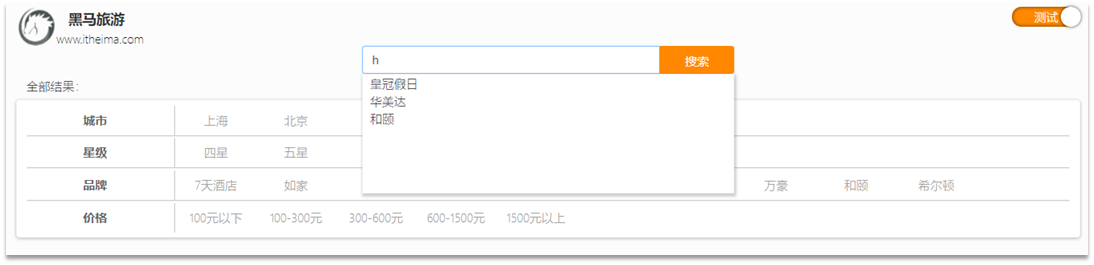 黑马旅游
www.itheima.com
测试
h
搜索
皇冠假日
华美达
和颐
全部结果:
城市 上海 北京
星级 四星 五星
品牌 7天酒店 如家 万豪 和颐 希尔顿
价格 100元以下 100-300元 300-600元 600-1500元 1500元以上